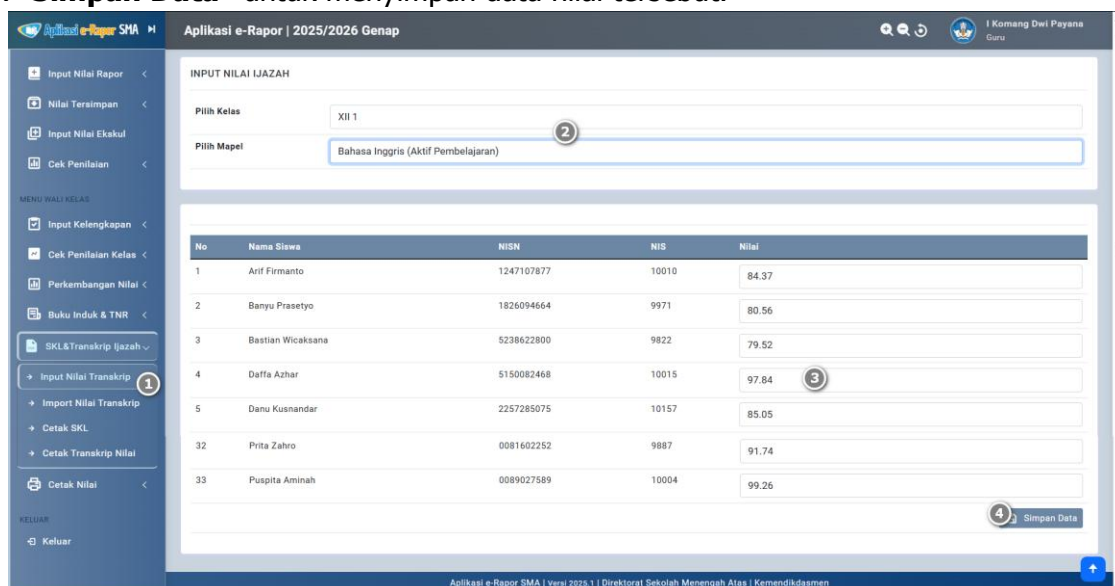 Simpan Data" untuk menyimpan data nilai tersebut.
Aplikasi e-Rapor SMA
Aplikasi e-Rapor | 2025/2026 Genap
I Komang Dwi Payana
Guru
Input Nilai Rapor
Nilai Tersimpan
Input Nilai Ekskul
Cek Penilaian
MENU WALI KELAS
Input Kelengkapan
Cek Penilaian Kelas
Perkembangan Nilai
Buku Induk & TNR
SKL&Transkrip Ijazah
Input Nilai Transkrip
1
Import Nilai Transkrip
Cetak SKL
Cetak Transkrip Nilai
Cetak Nilai
KELUAR
Keluar
INPUT NILAI IJAZAH
Pilih Kelas XII 1
2
Pilih Mapel Bahasa Inggris (Aktif Pembelajaran)
No Nama Siswa NISN NIS Nilai
1 Arif Firmanto 1247107877 10010 84.37
2 Banyu Prasetyo 1826094664 9971 80.56
3 Bastian Wicaksana 5238622800 9822 79.52
4 Daffa Azhar 5150082468 10015 97.84 3
5 Danu Kusnandar 2257285075 10157 85.05
32 Prita Zahro 0081602252 9887 91.74
33 Puspita Aminah 0089027589 10004 99.26
4 Simpan Data
Aplikasi e-Rapor SMA | Versi 2025.1 | Direktorat Sekolah Menengah Atas | Kemendikdasmen